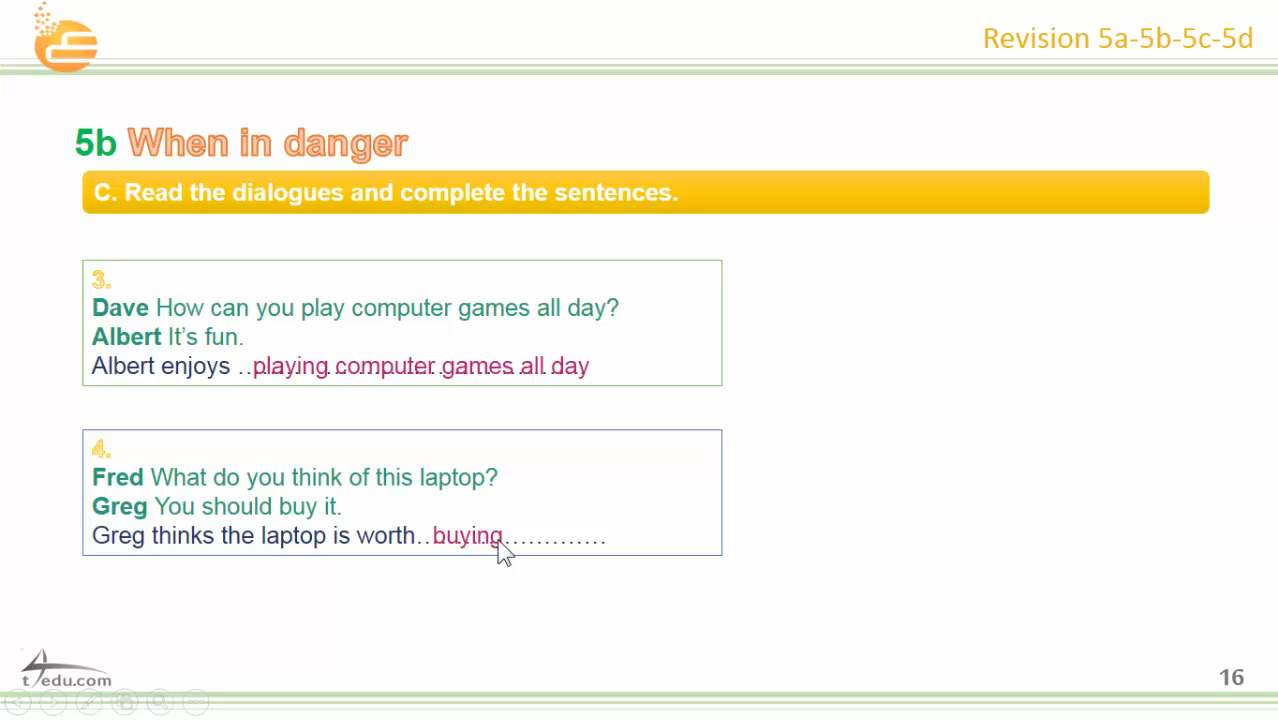 Revision 5a-5b-5c-5d
5b When in danger
C. Read the dialogues and complete the sentences.
3.
Dave How can you play computer games all day?
Albert It's fun.
Albert enjoys ..playing computer games all day
4.
Fred What do you think of this laptop?
Greg You should buy it.
Greg thinks the laptop is worth..buying............
t4edu.com
16